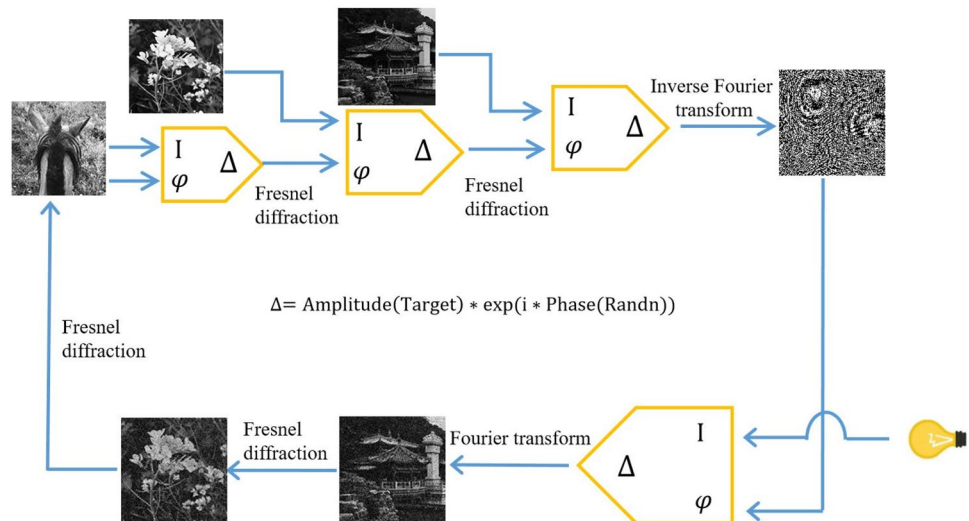 Inverse Fourier
transform
I
φ
Δ
I
φ
Δ
I
φ
Δ
Fresnel
diffraction
Fresnel
diffraction
Δ= Amplitude(Target) ∗ exp(i ∗ Phase(Randn))
Fresnel
diffraction
Fresnel
diffraction
Fourier transform
I
Δ
φ